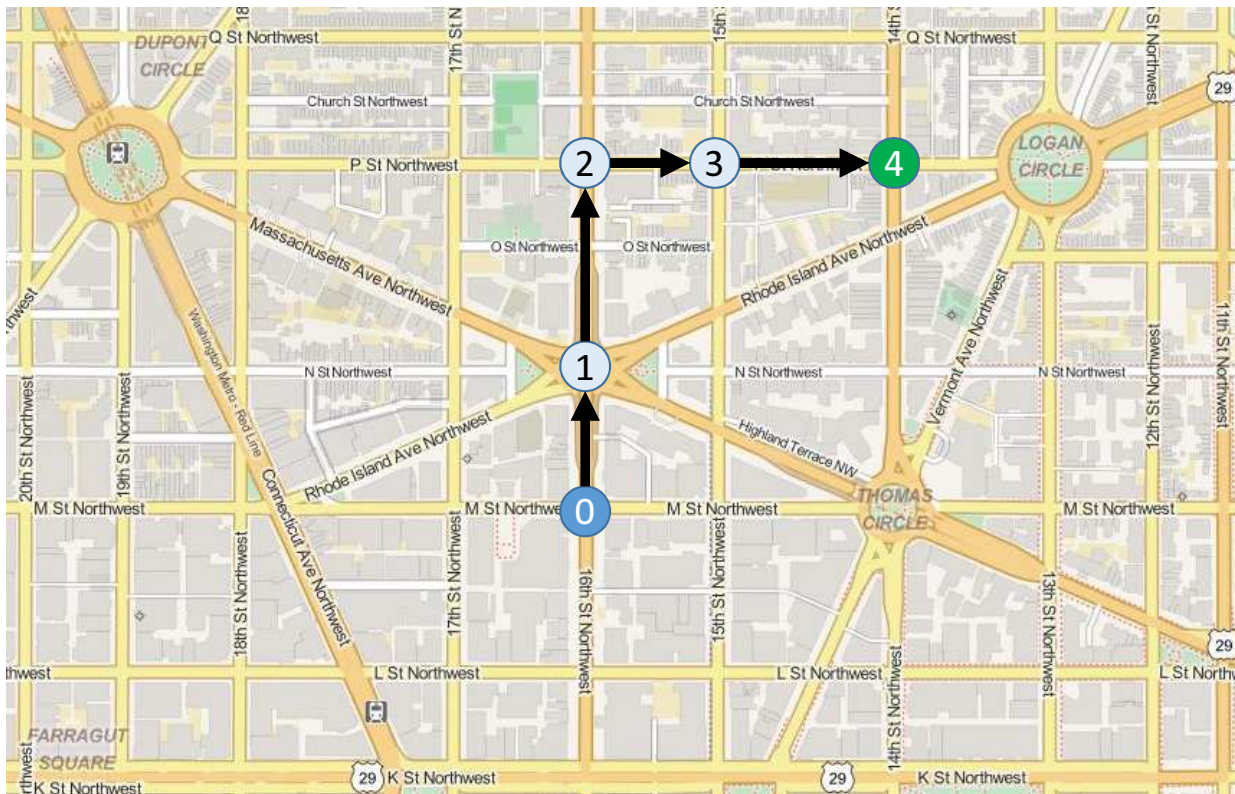 DUPONT
CIRCLE
Q St Northwest
18
17th St N
15th St N
14th St N
Q St Northwest
St Northwest
29
Church St Northwest
Church St Northwest
P St Northwest
2
3
4
LOGAN
CIRCLE
Massachusetts Ave Northwest
O St Northwest
O St Northwest
Rhode Island Ave Northwest
Washington Metro - Red Line
N St Northwest
1
N St Northwest
N St Northwest
Vermont Ave Northwest
11th St Northwest
12th St Northwest
Highland Terrace NW
Rhode Island Ave Northwest
20th St Northwest
19th St Northwest
Connecticut Ave Northwest
M St Northwest
M St Northwest
0
M St Northwest
THOMAS
CIRCLE
M St Northwest
18th St Northwest
17th St Northwest
16th St Northwest
15th St Northwest
13th St Northwest
29
thwest
L St Northwest
L St Northwest
L St North
14th St Northwest
FARRAGUT
SQUARE
29
K St Northwest
29
K St Northwest
K St Northwest